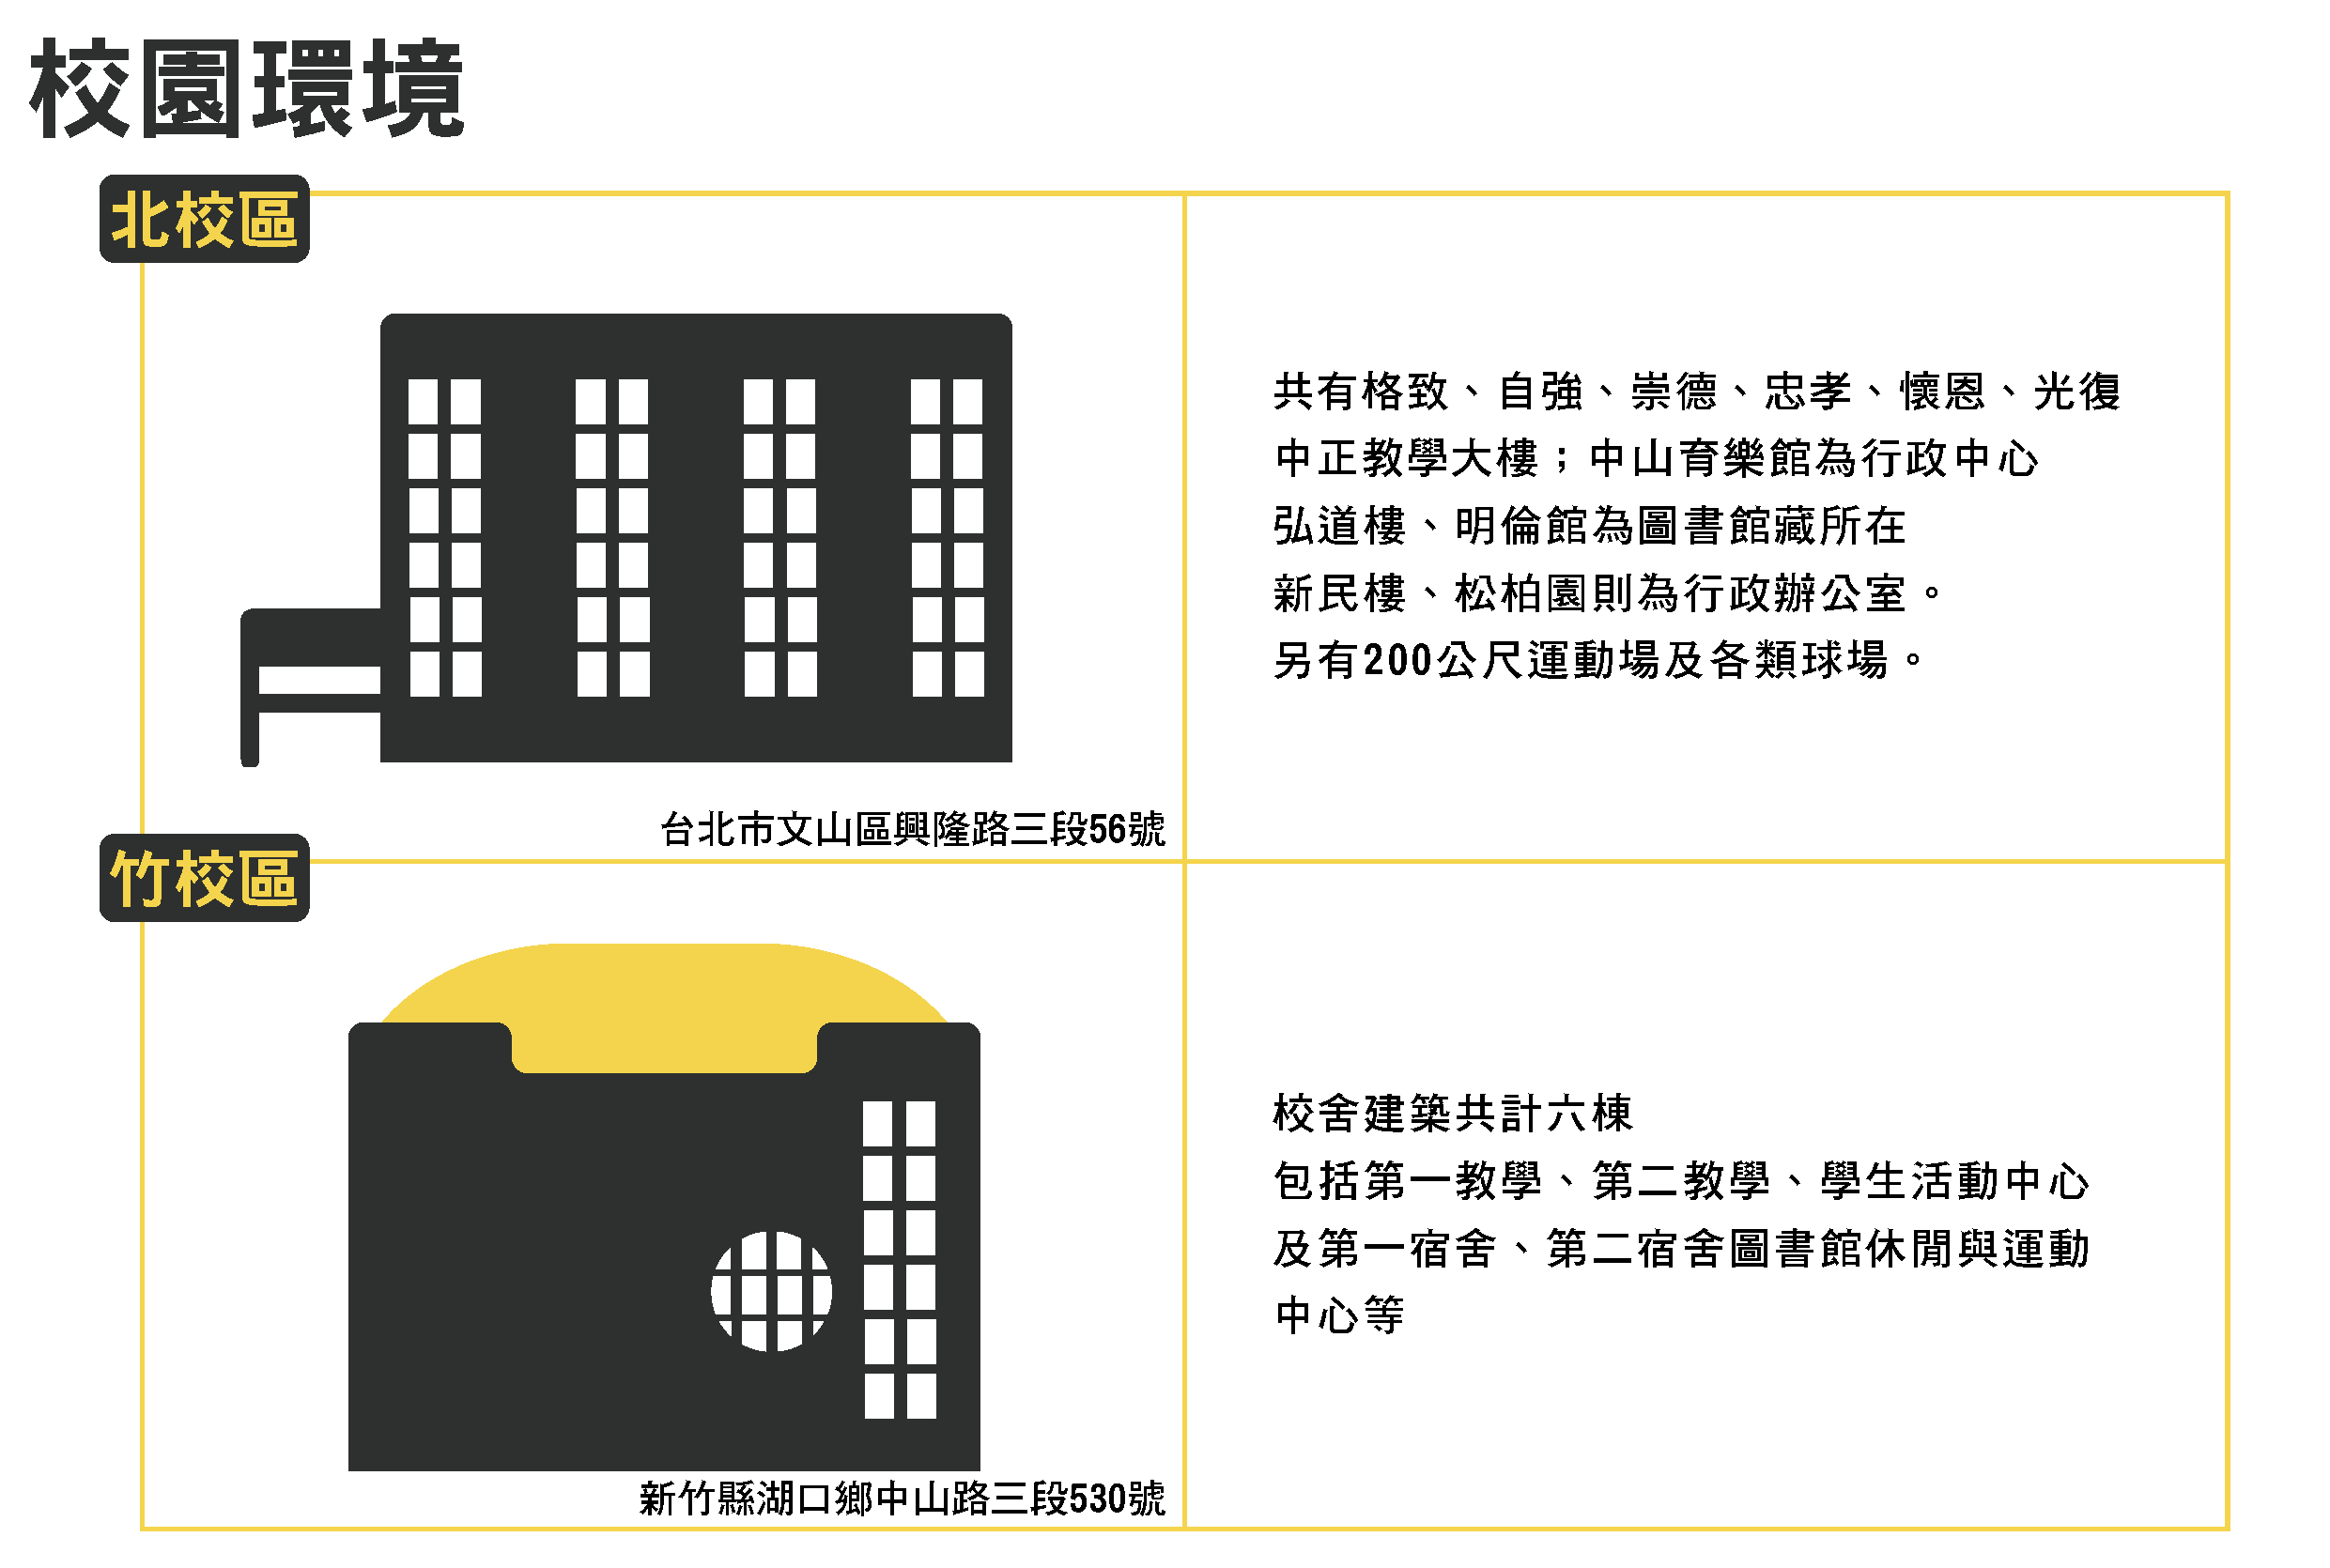 校園環境
北校區
共有格致、自強、崇德、忠孝、懷恩、光復
中正教學大樓；中山育樂館為行政中心
弘道樓、明倫館為圖書館藏所在
新民樓、松柏園則為行政辦公室。
另有200公尺運動場及各類球場。
台北市文山區興隆路三段56號
竹校區
校舍建築共計六棟
包括第一教學、第二教學、學生活動中心
及第一宿舍、第二宿舍圖書館休閒與運動
中心等
新竹縣湖口鄉中山路三段530號